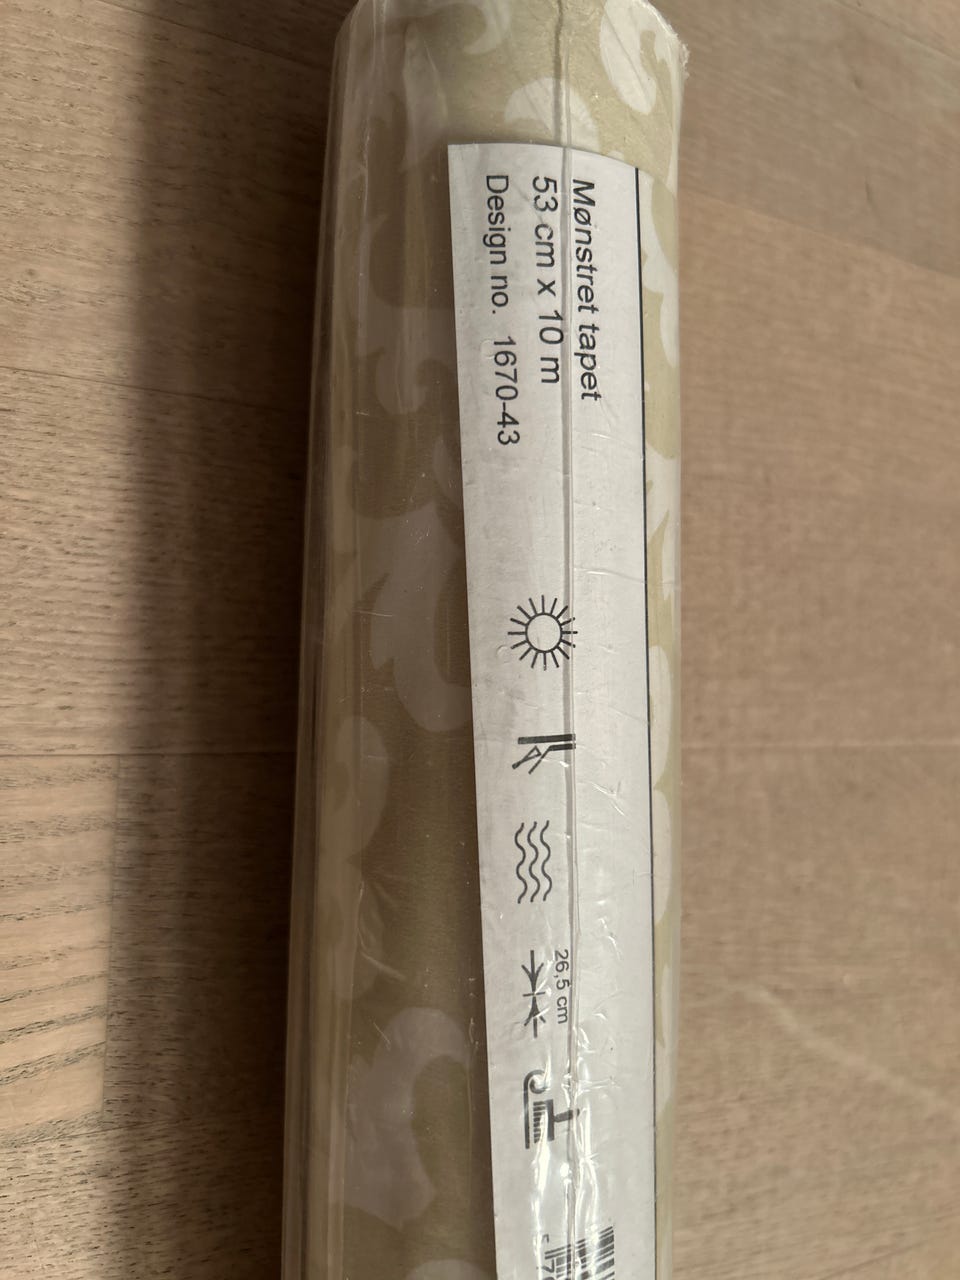 Mønstret tapet
53 cm x 10 m
Design no. 1670-43
26,5 cm